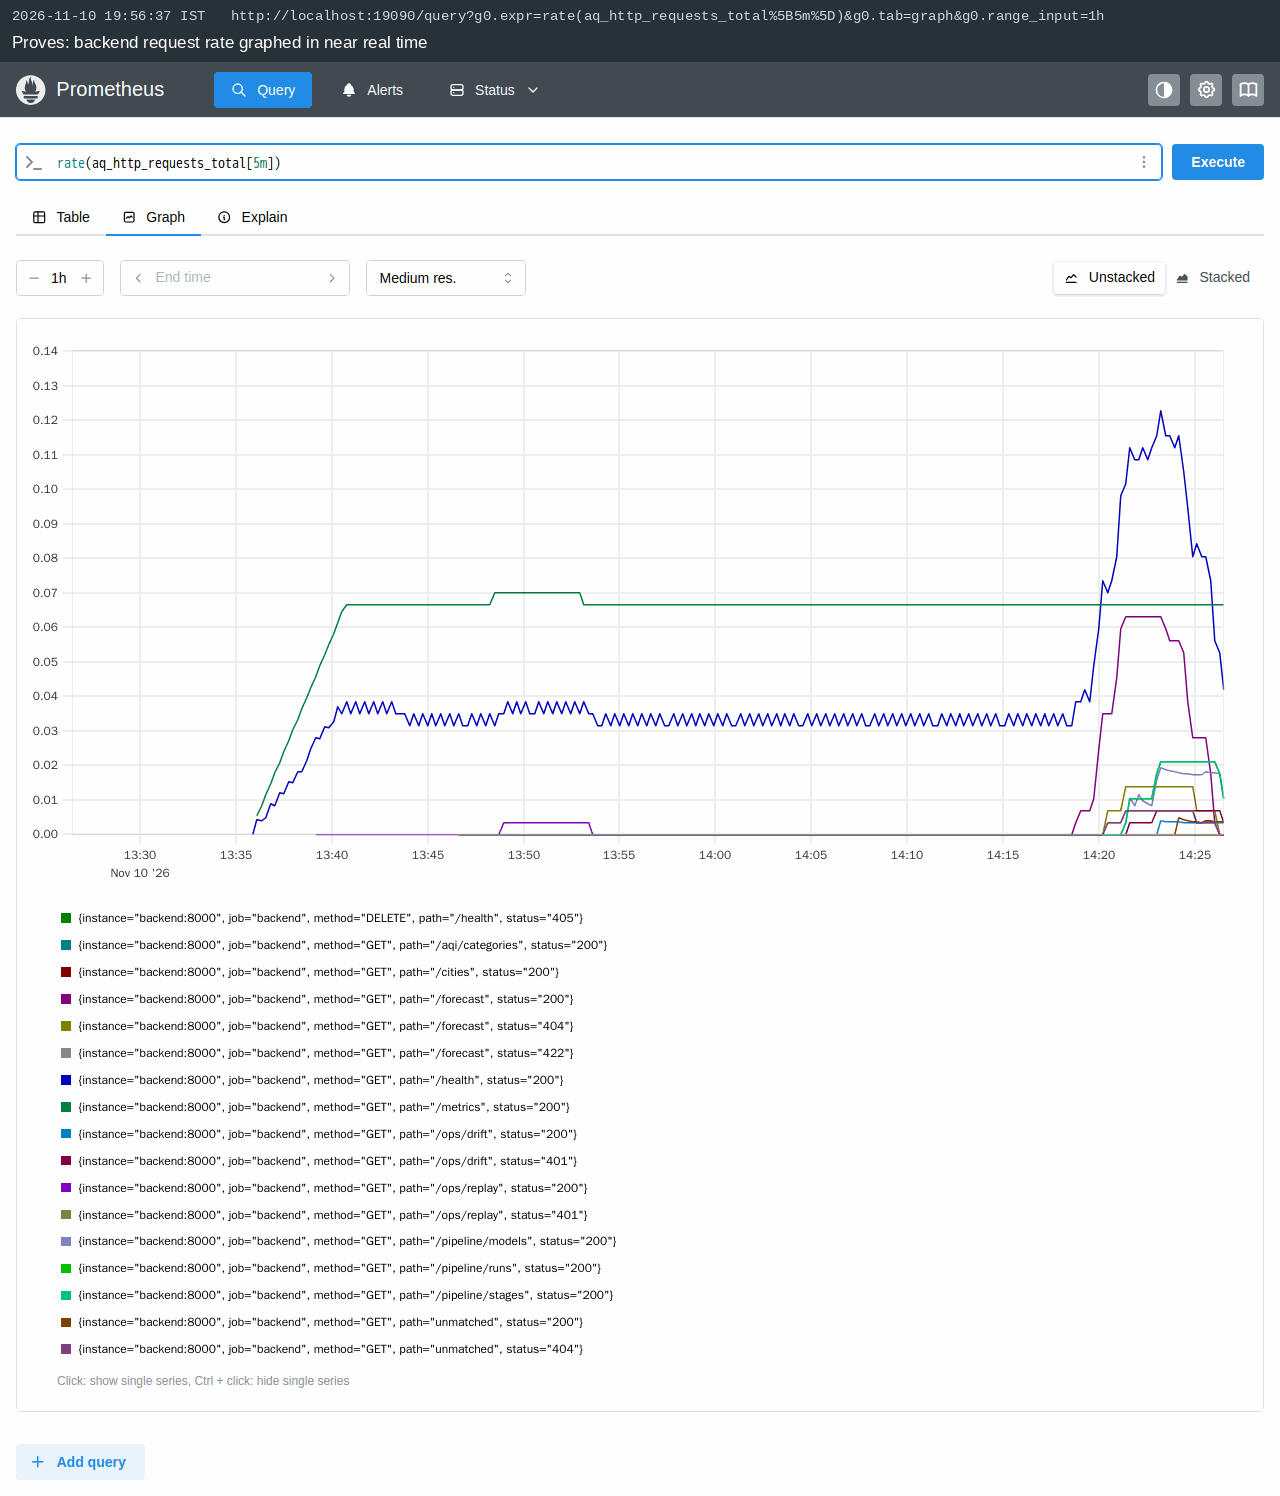 2026-11-10 19:56:37 IST http://localhost:19090/query?g0.expr=rate(aq_http_requests_total%5B5m%5D)&g0.tab=graph&g0.range_input=1h
Proves: backend request rate graphed in near real time
Prometheus Query Alerts Status
rate(aq_http_requests_total[5m]) Execute
Table Graph Explain
1h End time Medium res. Unstacked Stacked
0.14
0.13
0.12
0.11
0.10
0.09
0.08
0.07
0.06
0.05
0.04
0.03
0.02
0.01
0.00
13:30 13:35 13:40 13:45 13:50 13:55 14:00 14:05 14:10 14:15 14:20 14:25
Nov 10 '26
{instance="backend:8000", job="backend", method="DELETE", path="/health", status="405"}
{instance="backend:8000", job="backend", method="GET", path="/aqi/categories", status="200"}
{instance="backend:8000", job="backend", method="GET", path="/cities", status="200"}
{instance="backend:8000", job="backend", method="GET", path="/forecast", status="200"}
{instance="backend:8000", job="backend", method="GET", path="/forecast", status="404"}
{instance="backend:8000", job="backend", method="GET", path="/forecast", status="422"}
{instance="backend:8000", job="backend", method="GET", path="/health", status="200"}
{instance="backend:8000", job="backend", method="GET", path="/metrics", status="200"}
{instance="backend:8000", job="backend", method="GET", path="/ops/drift", status="200"}
{instance="backend:8000", job="backend", method="GET", path="/ops/drift", status="401"}
{instance="backend:8000", job="backend", method="GET", path="/ops/replay", status="200"}
{instance="backend:8000", job="backend", method="GET", path="/ops/replay", status="401"}
{instance="backend:8000", job="backend", method="GET", path="/pipeline/models", status="200"}
{instance="backend:8000", job="backend", method="GET", path="/pipeline/runs", status="200"}
{instance="backend:8000", job="backend", method="GET", path="/pipeline/stages", status="200"}
{instance="backend:8000", job="backend", method="GET", path="unmatched", status="200"}
{instance="backend:8000", job="backend", method="GET", path="unmatched", status="404"}
Click: show single series, Ctrl + click: hide single series
Add query